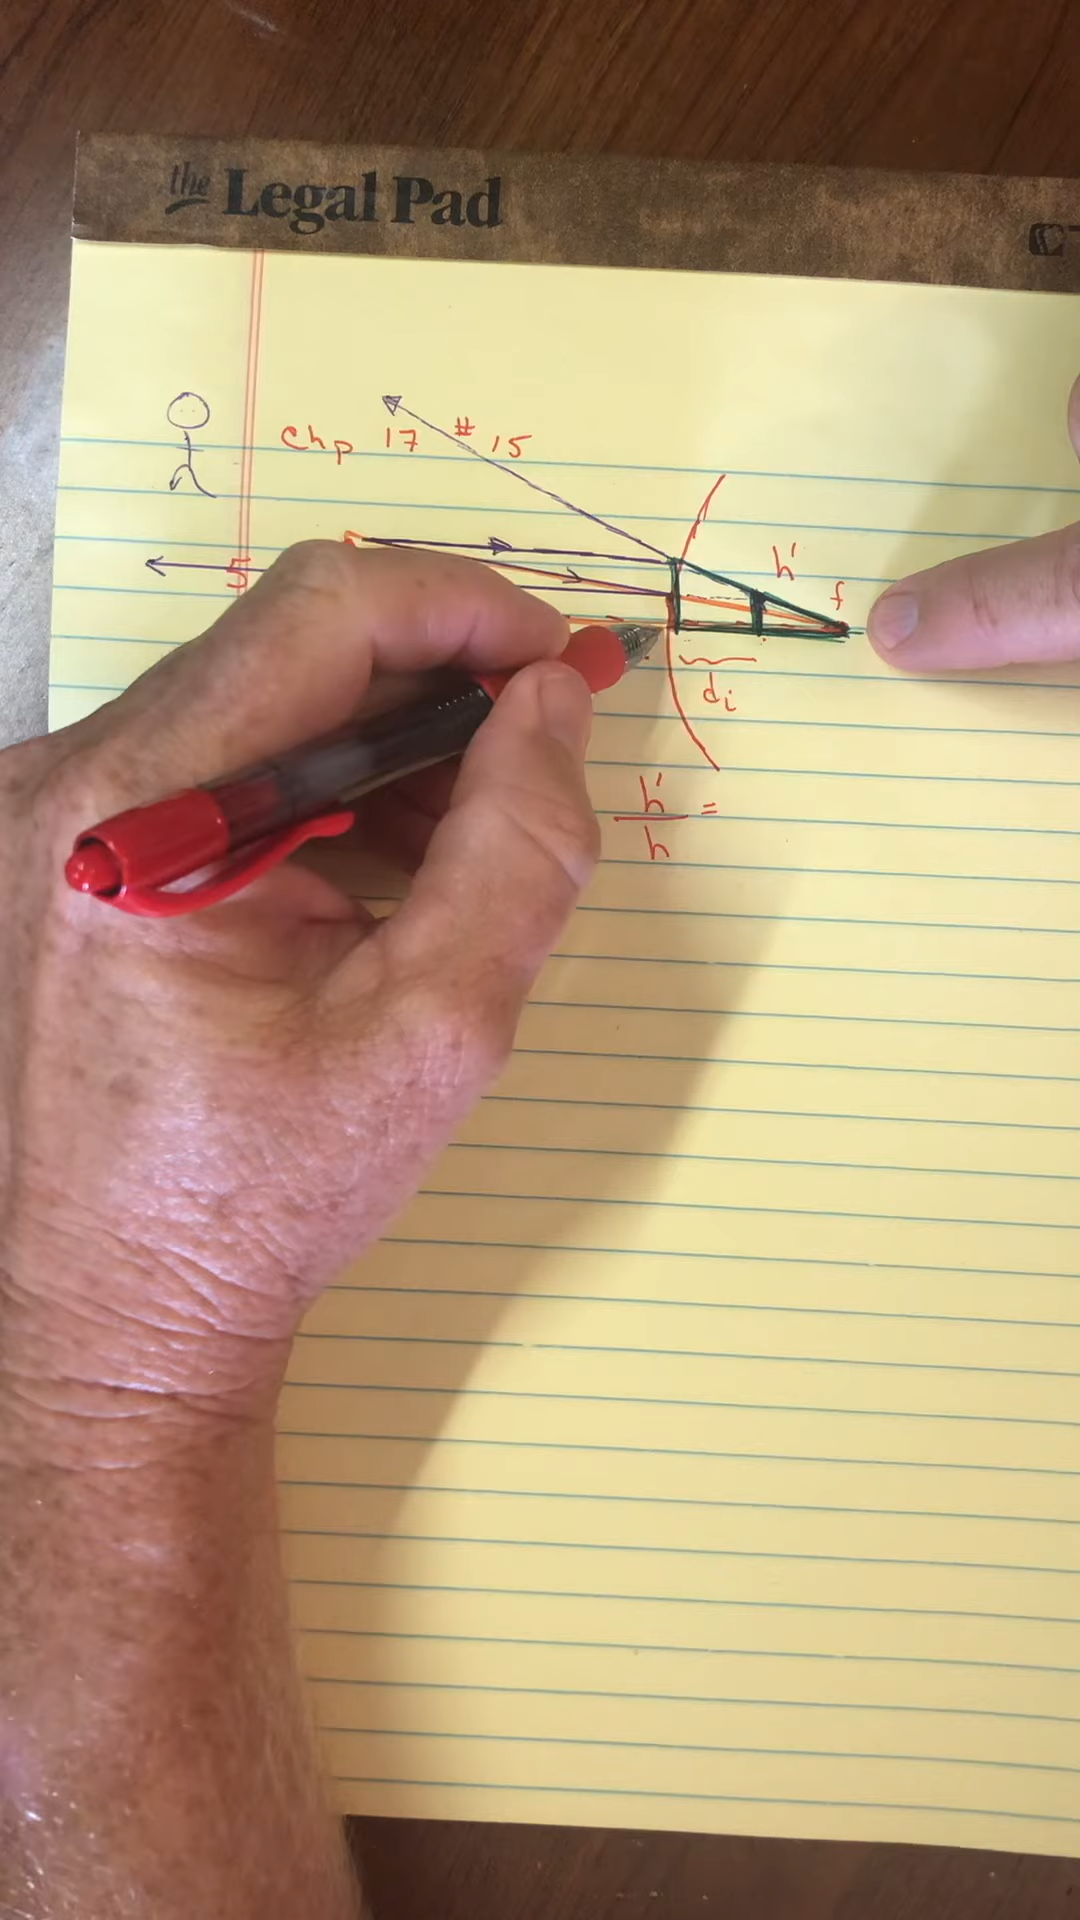 the Legal Pad
Chp 17 # 15
h'
f
5
di
h'
=
h